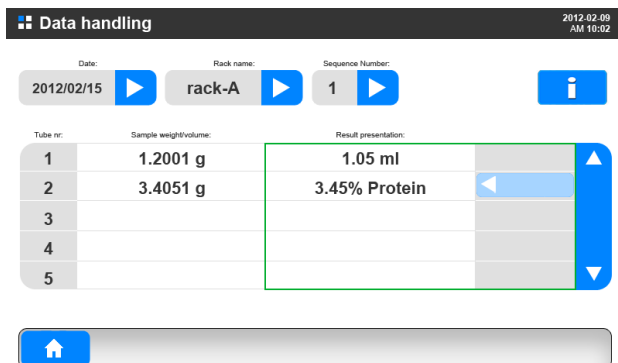 Data handling
2012-02-09
AM 10:02
Date:
Rack name:
Sequence Number:
2012/02/15
rack-A
1
i
Tube nr:
Sample weight/volume:
Result presentation:
1 1.2001 g 1.05 ml
2 3.4051 g 3.45% Protein
3
4
5